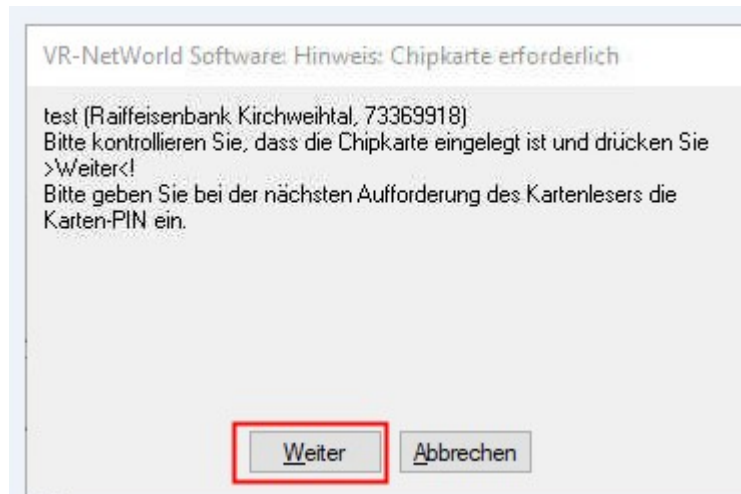 VR-NetWorld Software: Hinweis: Chipkarte erforderlich
test (Raiffeisenbank Kirchweihtal, 73369918)
Bitte kontrollieren Sie, dass die Chipkarte eingelegt ist und drücken Sie
>Weiter<!
Bitte geben Sie bei der nächsten Aufforderung des Kartenlesers die
Karten-PIN ein.
Weiter Abbrechen